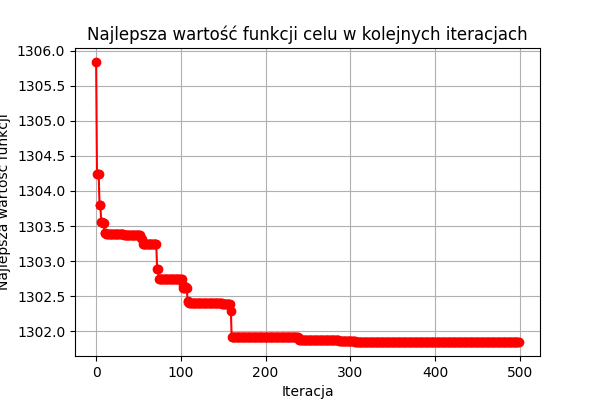 Najlepsza wartość funkcji celu w kolejnych iteracjach
Najlepsza wartość funkcji
1306.0
1305.5
1305.0
1304.5
1304.0
1303.5
1303.0
1302.5
1302.0
0 100 200 300 400 500
Iteracja